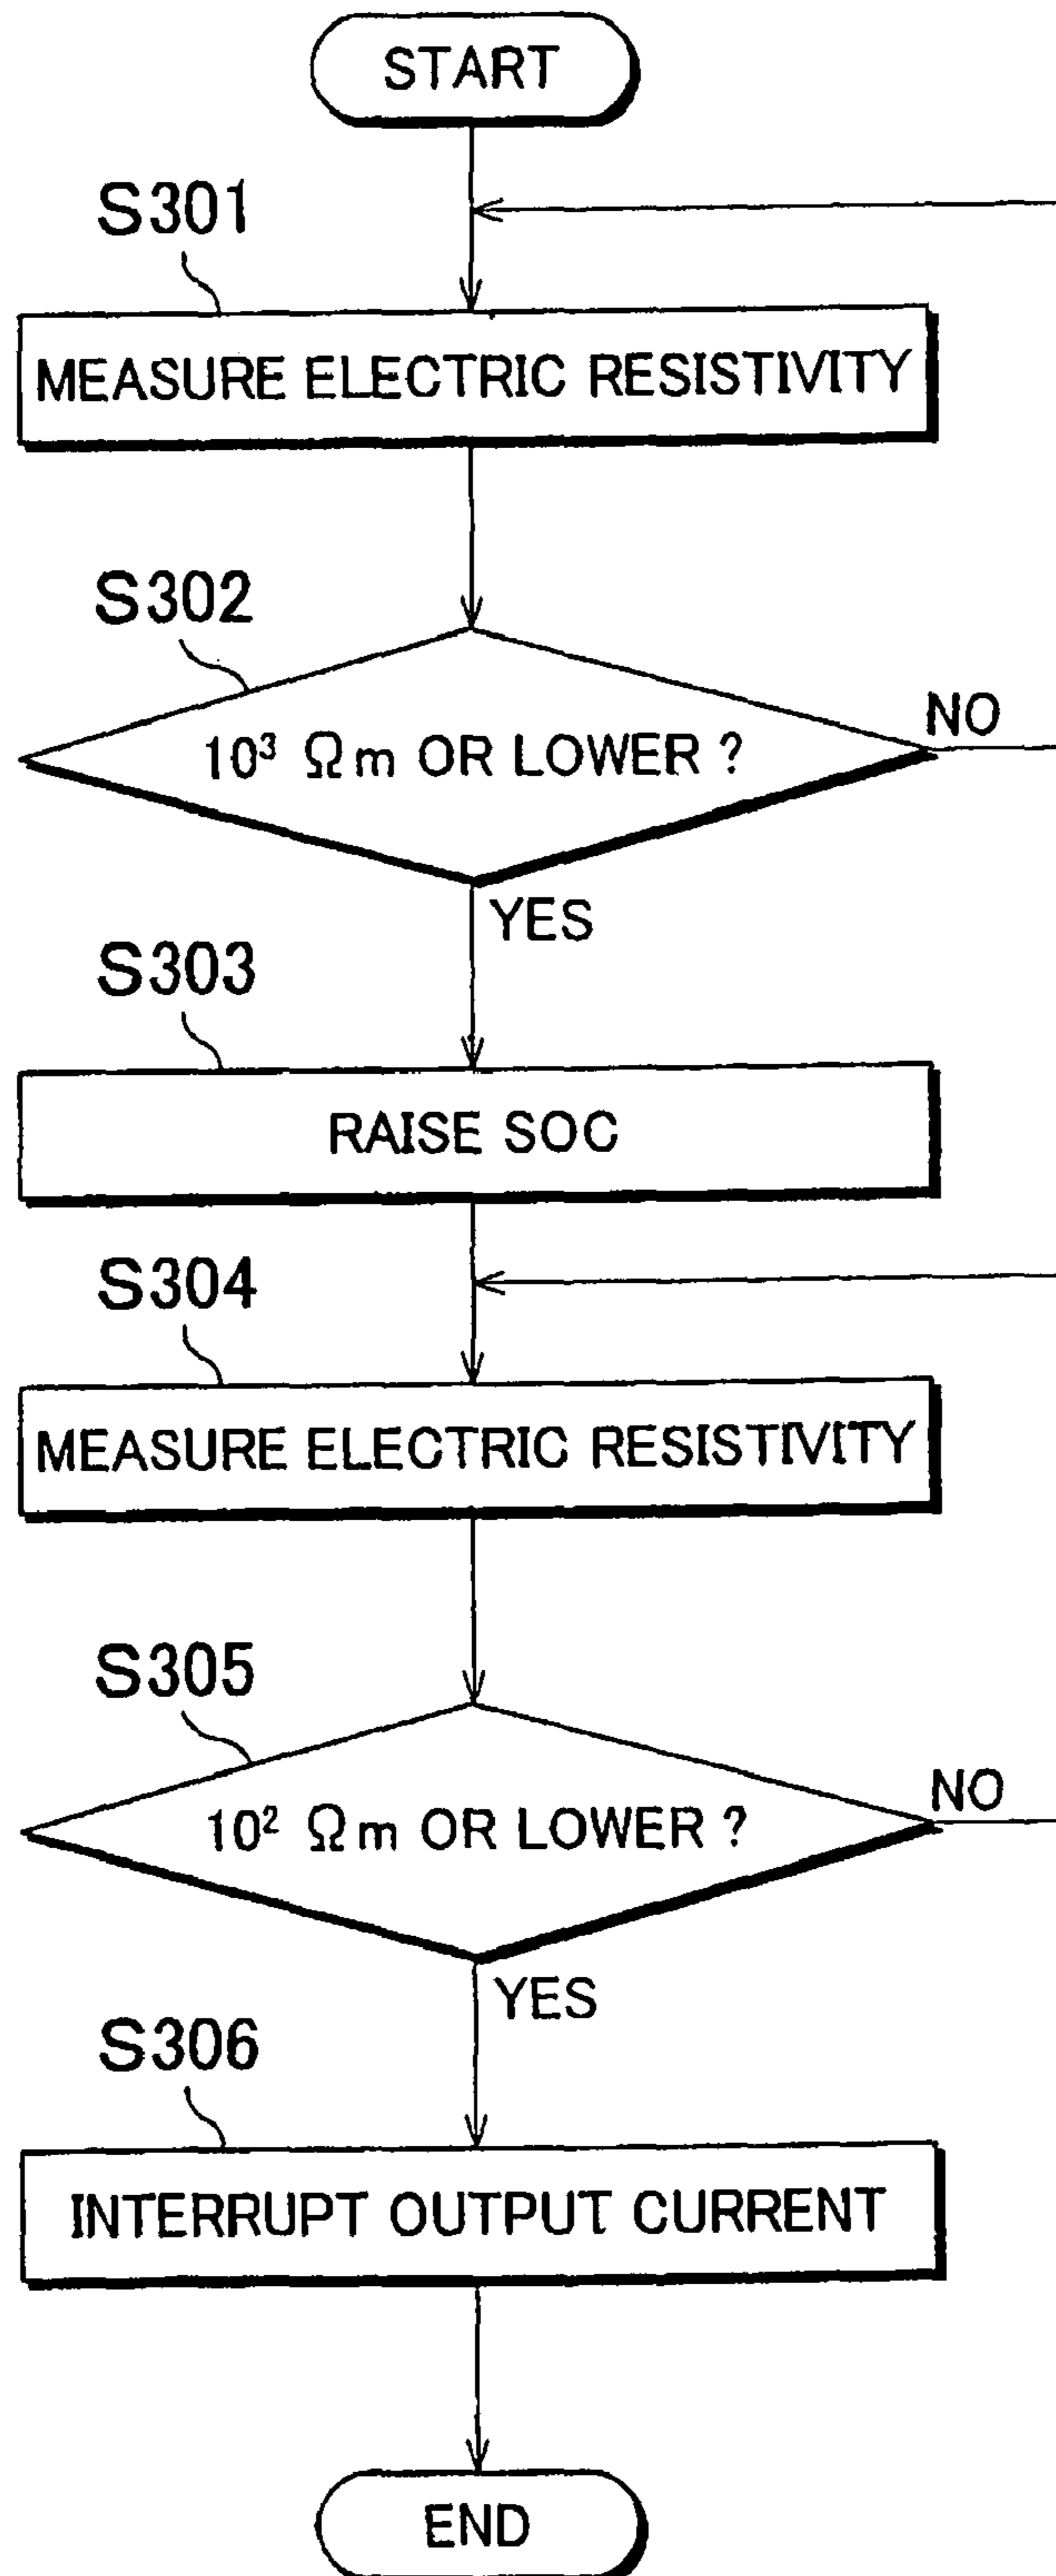 START
S301
MEASURE ELECTRIC RESISTIVITY
S302
10³ Ωm OR LOWER ?
NO
YES
S303
RAISE SOC
S304
MEASURE ELECTRIC RESISTIVITY
S305
10² Ωm OR LOWER ?
NO
YES
S306
INTERRUPT OUTPUT CURRENT
END